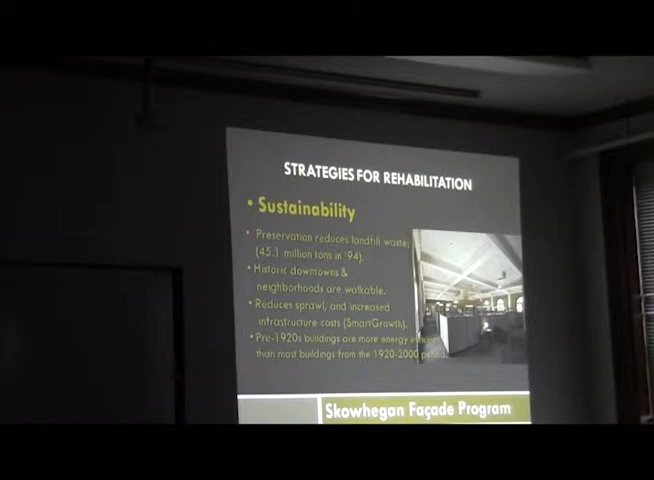 STRATEGIES FOR REHABILITATION
• Sustainability
• Preservation reduces landfill waste
(45.1 million tons in '94).
• Historic downtowns &
neighborhoods are walkable.
• Reduces sprawl, and increased
infrastructure costs (SmartGrowth).
• Pre-1920s buildings are more energy efficient
than most buildings from the 1920-2000 period.
Skowhegan Façade Program